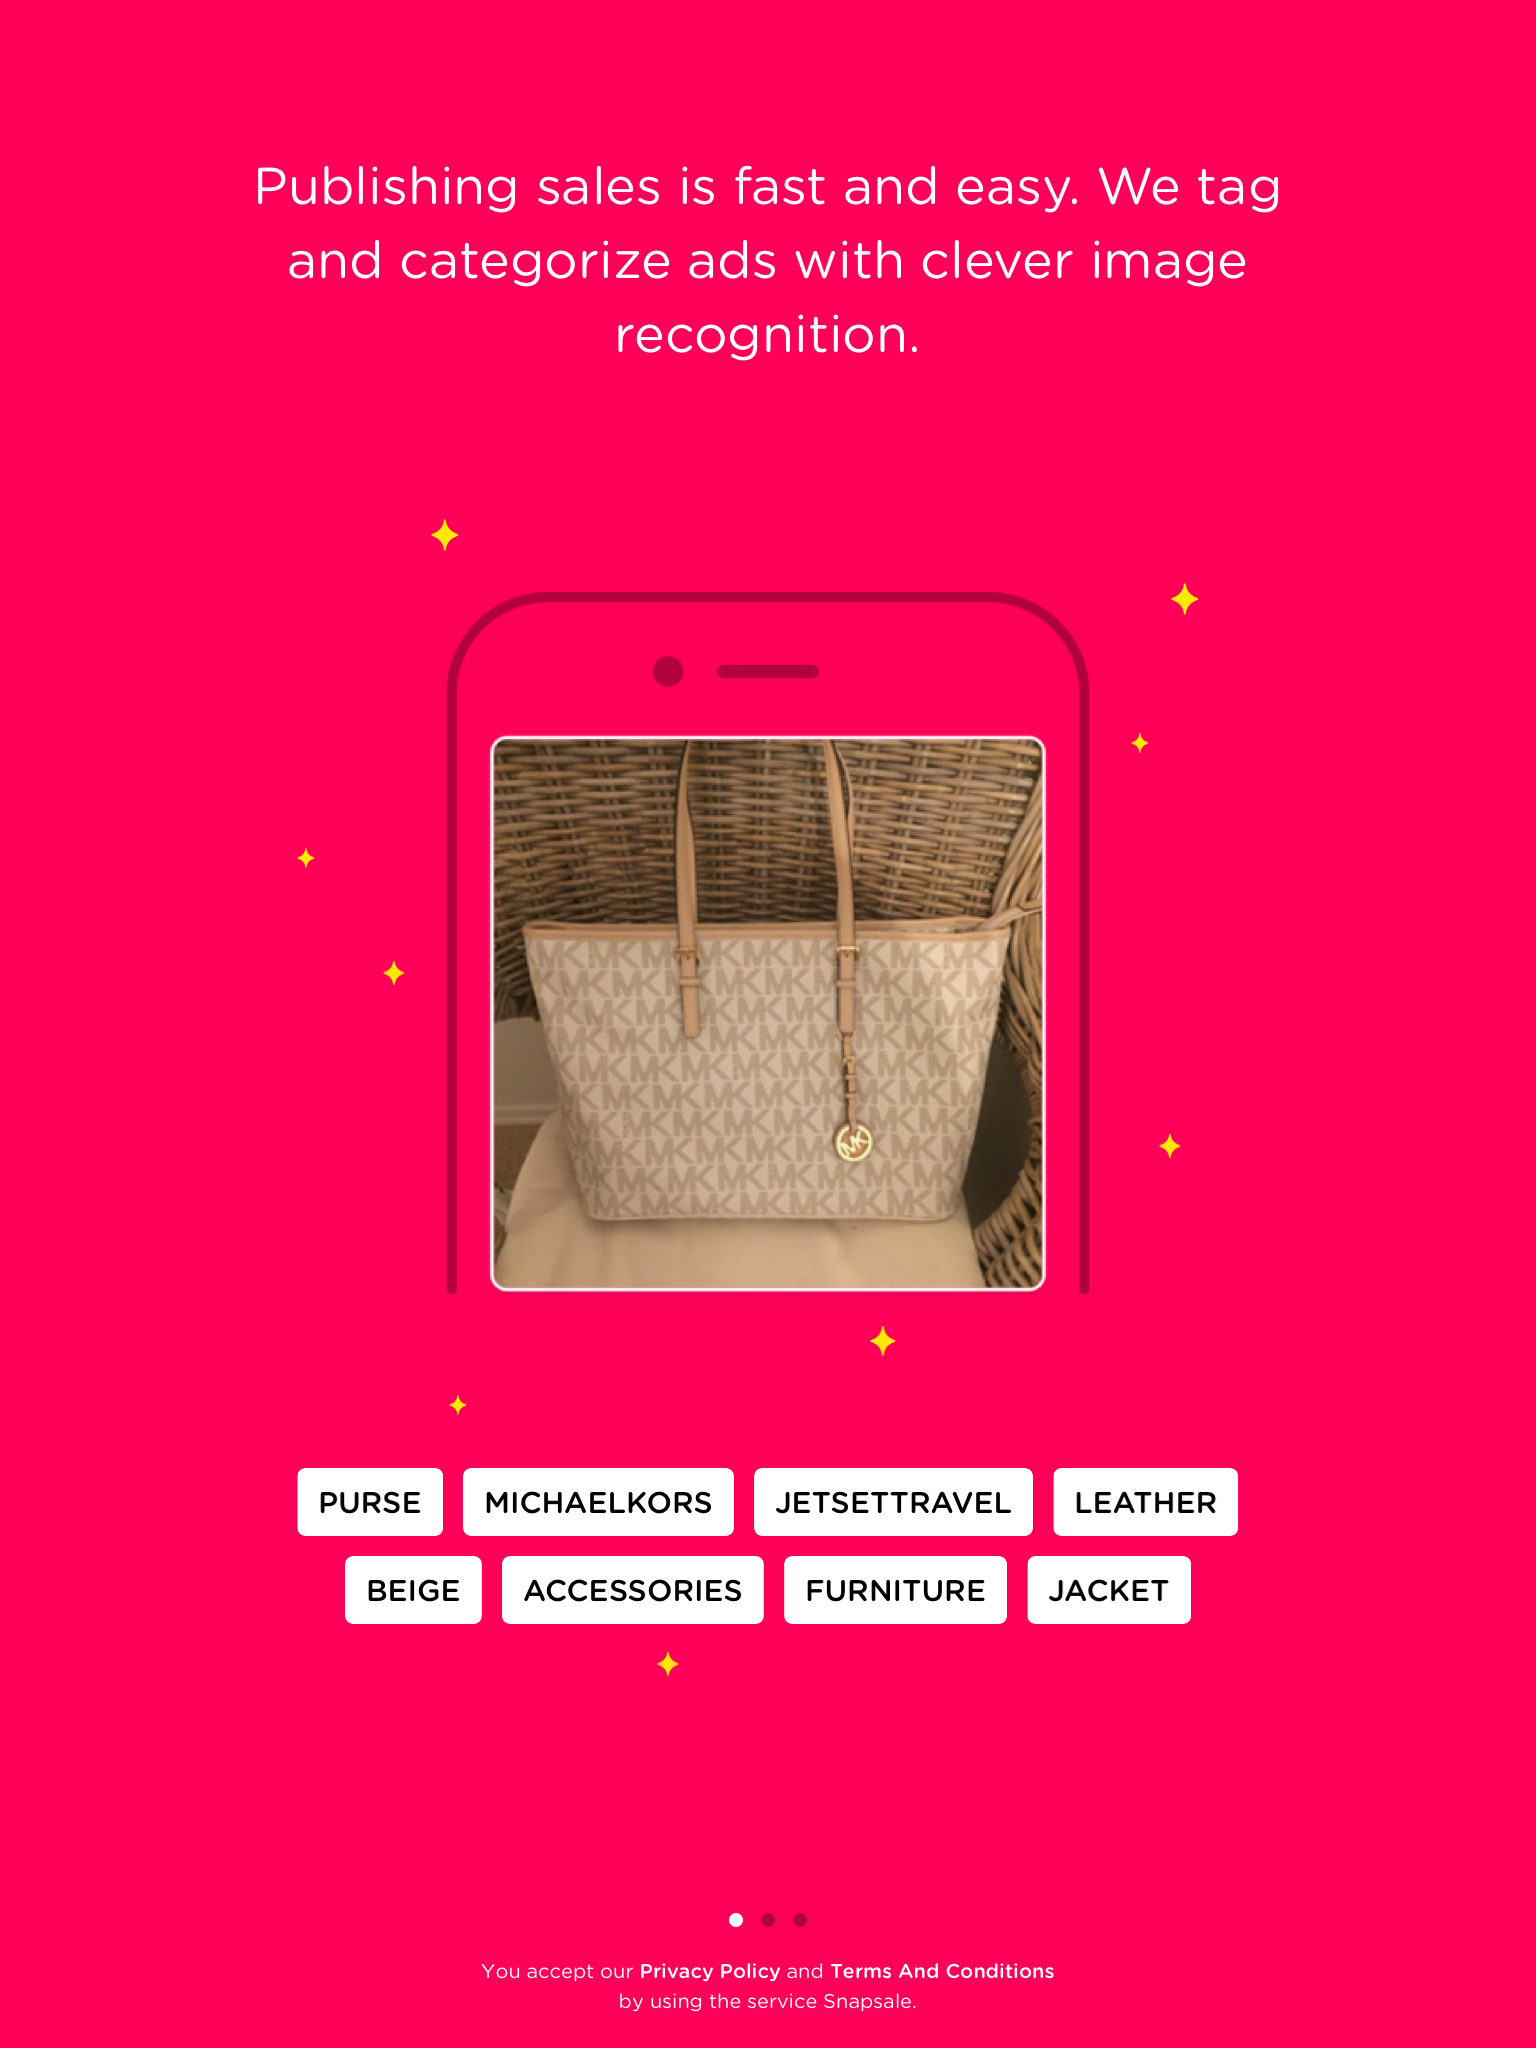 Publishing sales is fast and easy. We tag
and categorize ads with clever image
recognition.
MK
PURSE MICHAELKORS JETSETTRAVEL LEATHER
BEIGE ACCESSORIES FURNITURE JACKET
You accept our Privacy Policy and Terms And Conditions
by using the service Snapsale.